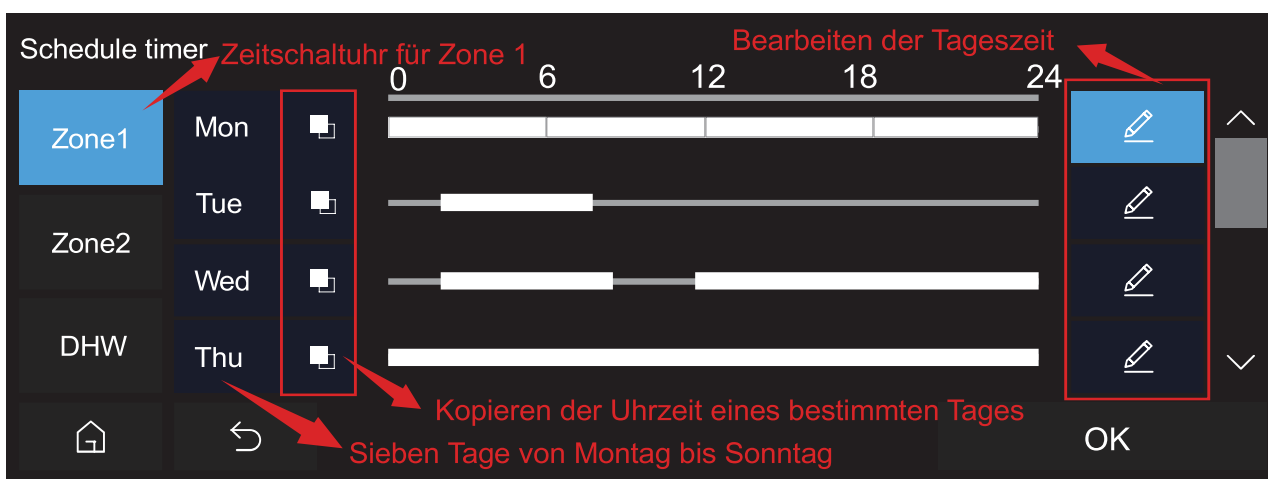 Schedule timer
Zeitschaltuhr für Zone 1
Bearbeiten der Tageszeit
0 6 12 18 24
Zone1
Mon
Tue
Zone2
Wed
DHW
Thu
Kopieren der Uhrzeit eines bestimmten Tages
Sieben Tage von Montag bis Sonntag
OK